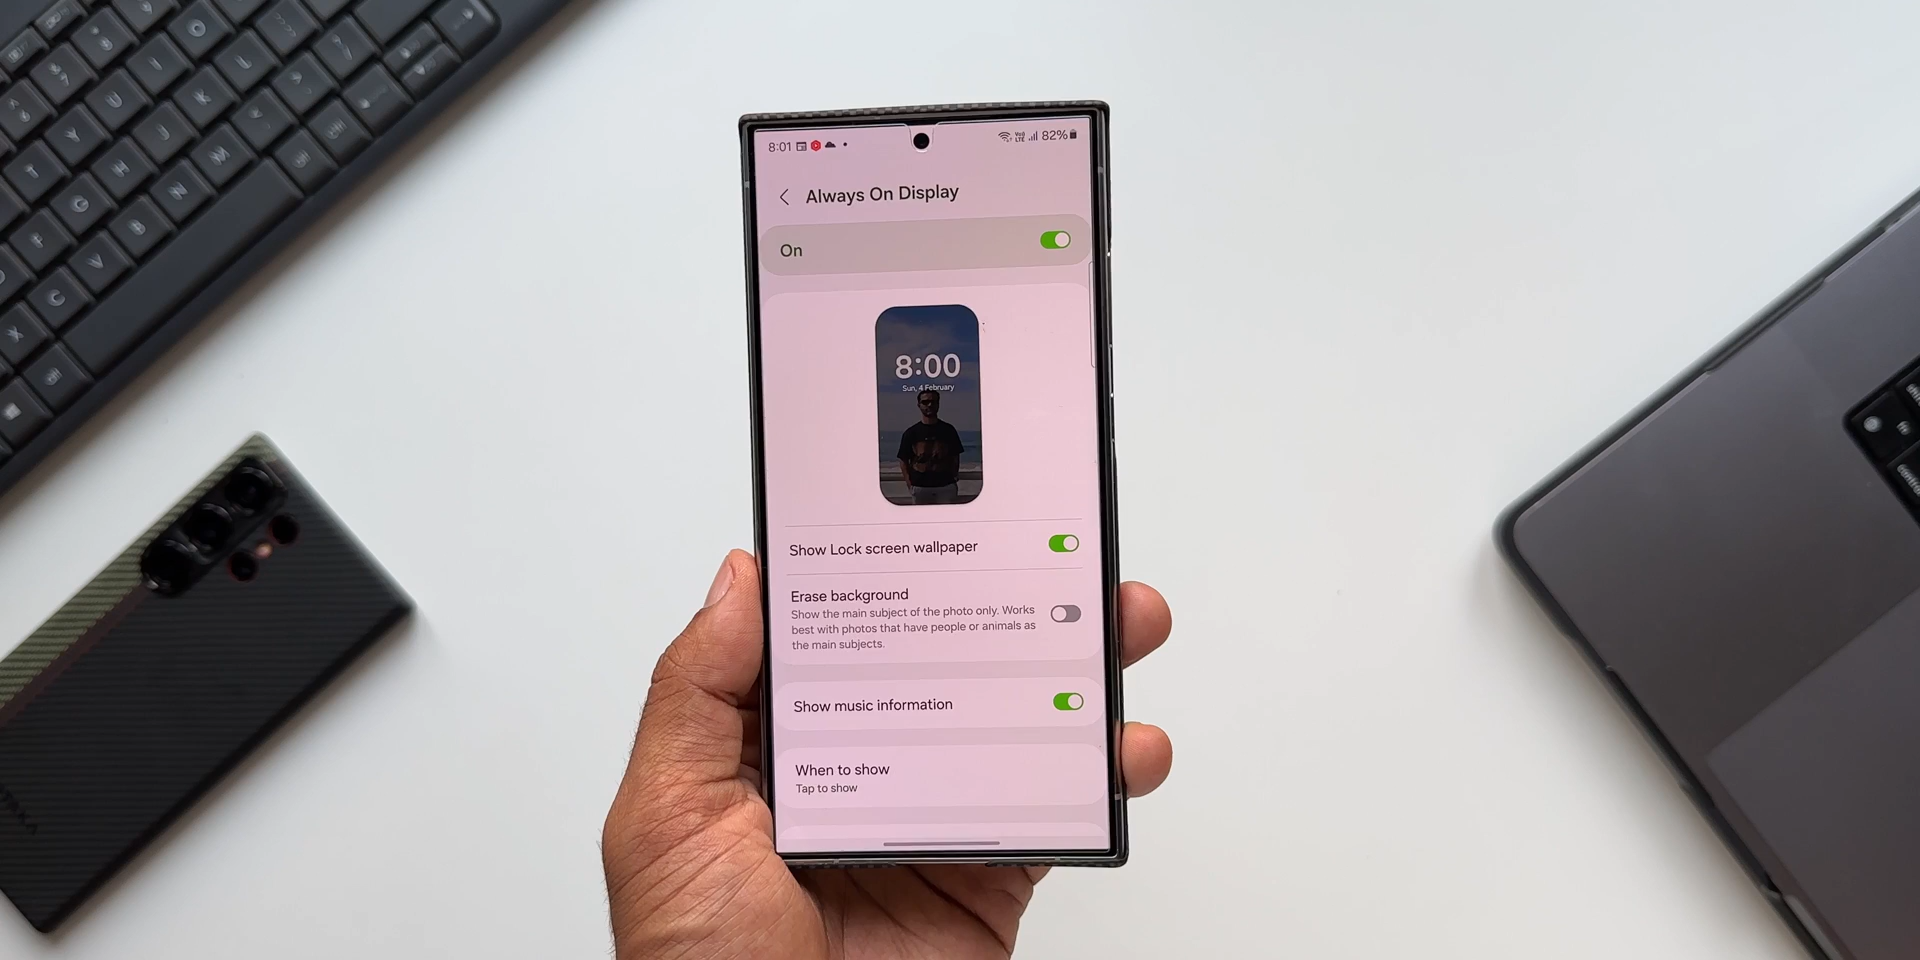 8:01
Vo)
LTE
82%
Always On Display
On
8:00
Sun, 4 February
Show Lock screen wallpaper
Erase background
Show the main subject of the photo only. Works
best with photos that have people or animals as
the main subjects.
Show music information
When to show
Tap to show